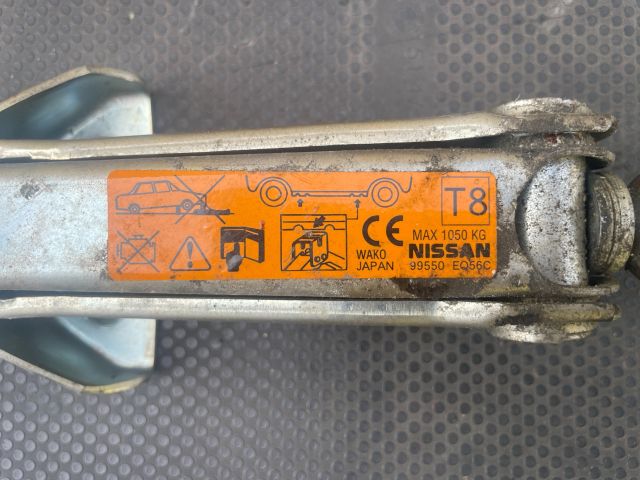 T8
CE
MAX 1050 KG
WAKO NISSAN
JAPAN 99550 EQ56C